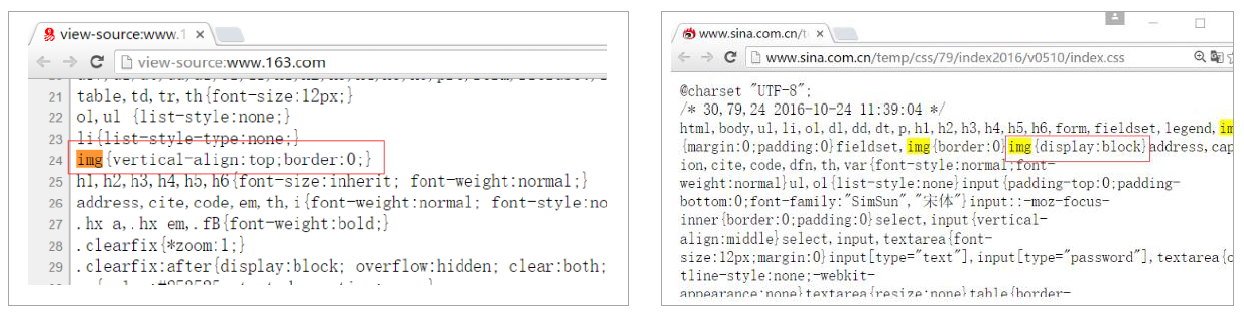 view-source:www.1
view-source:www.163.com
21 table,td,tr,th{font-size:12px;}
22 ol,ul {list-style:none;}
23 li{list-style-type:none;}
24 img{vertical-align:top;border:0;}
25 h1,h2,h3,h4,h5,h6{font-size:inherit; font-weight:normal;}
26 address,cite,code,em,th,i{font-weight:normal; font-style:no
27 .hx a,.hx em,.fB{font-weight:bold;}
28 .clearfix{*zoom:1;}
29 .clearfix:after{display:block; overflow:hidden; clear:both;
www.sina.com.cn/t
www.sina.com.cn/temp/css/79/index2016/v0510/index.css
@charset "UTF-8";
/* 30,79,24 2016-10-24 11:39:04 */
html,body,ul,li,ol,dl,dd,dt,p,h1,h2,h3,h4,h5,h6,form,fieldset,legend,im
{margin:0;padding:0}fieldset,img{border:0}img{display:block}address,cap
ion,cite,code,dfn,th,var{font-style:normal;font-
weight:normal}ul,ol{list-style:none}input{padding-top:0;padding-
bottom:0;font-family:"SimSun","宋体"}input::-moz-focus-
inner{border:0;padding:0}select,input{vertical-
align:middle}select,input,textarea{font-
size:12px;margin:0}input[type="text"],input[type="password"],textarea{o
tline-style:none;-webkit-
appearance:none}textarea{resize:none}table{border-